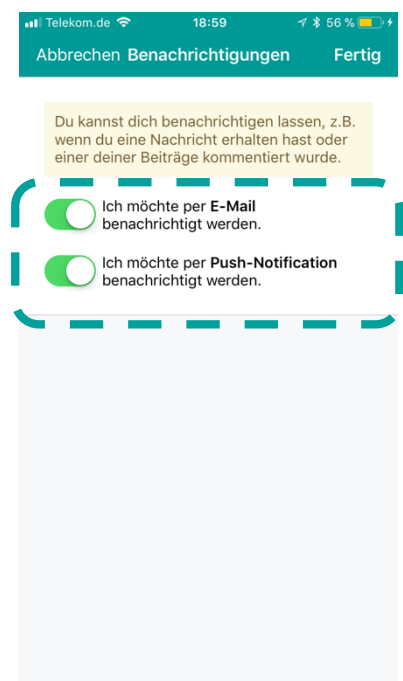 Telekom.de 18:59 56 %
Abbrechen Benachrichtigungen Fertig
Du kannst dich benachrichtigen lassen, z.B.
wenn du eine Nachricht erhalten hast oder
einer deiner Beiträge kommentiert wurde.
Ich möchte per E-Mail
benachrichtigt werden.
Ich möchte per Push-Notification
benachrichtigt werden.